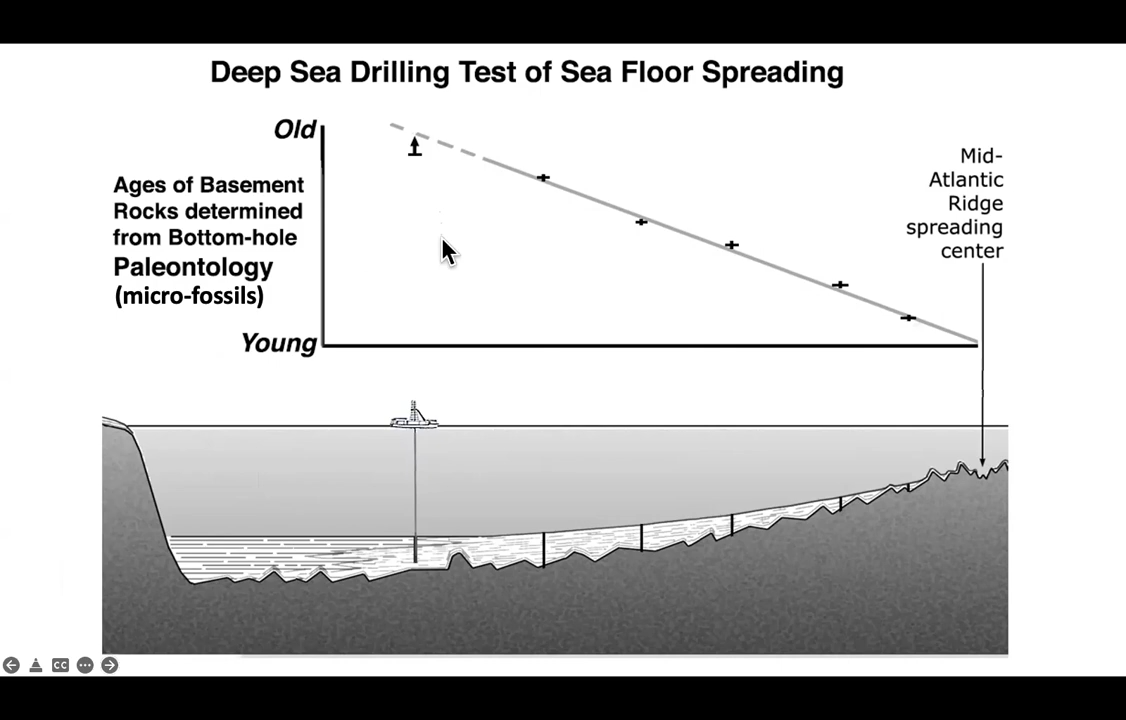 Deep Sea Drilling Test of Sea Floor Spreading
Old
Ages of Basement
Rocks determined
from Bottom-hole
Paleontology
(micro-fossils)
Young
Mid-
Atlantic
Ridge
spreading
center
CC